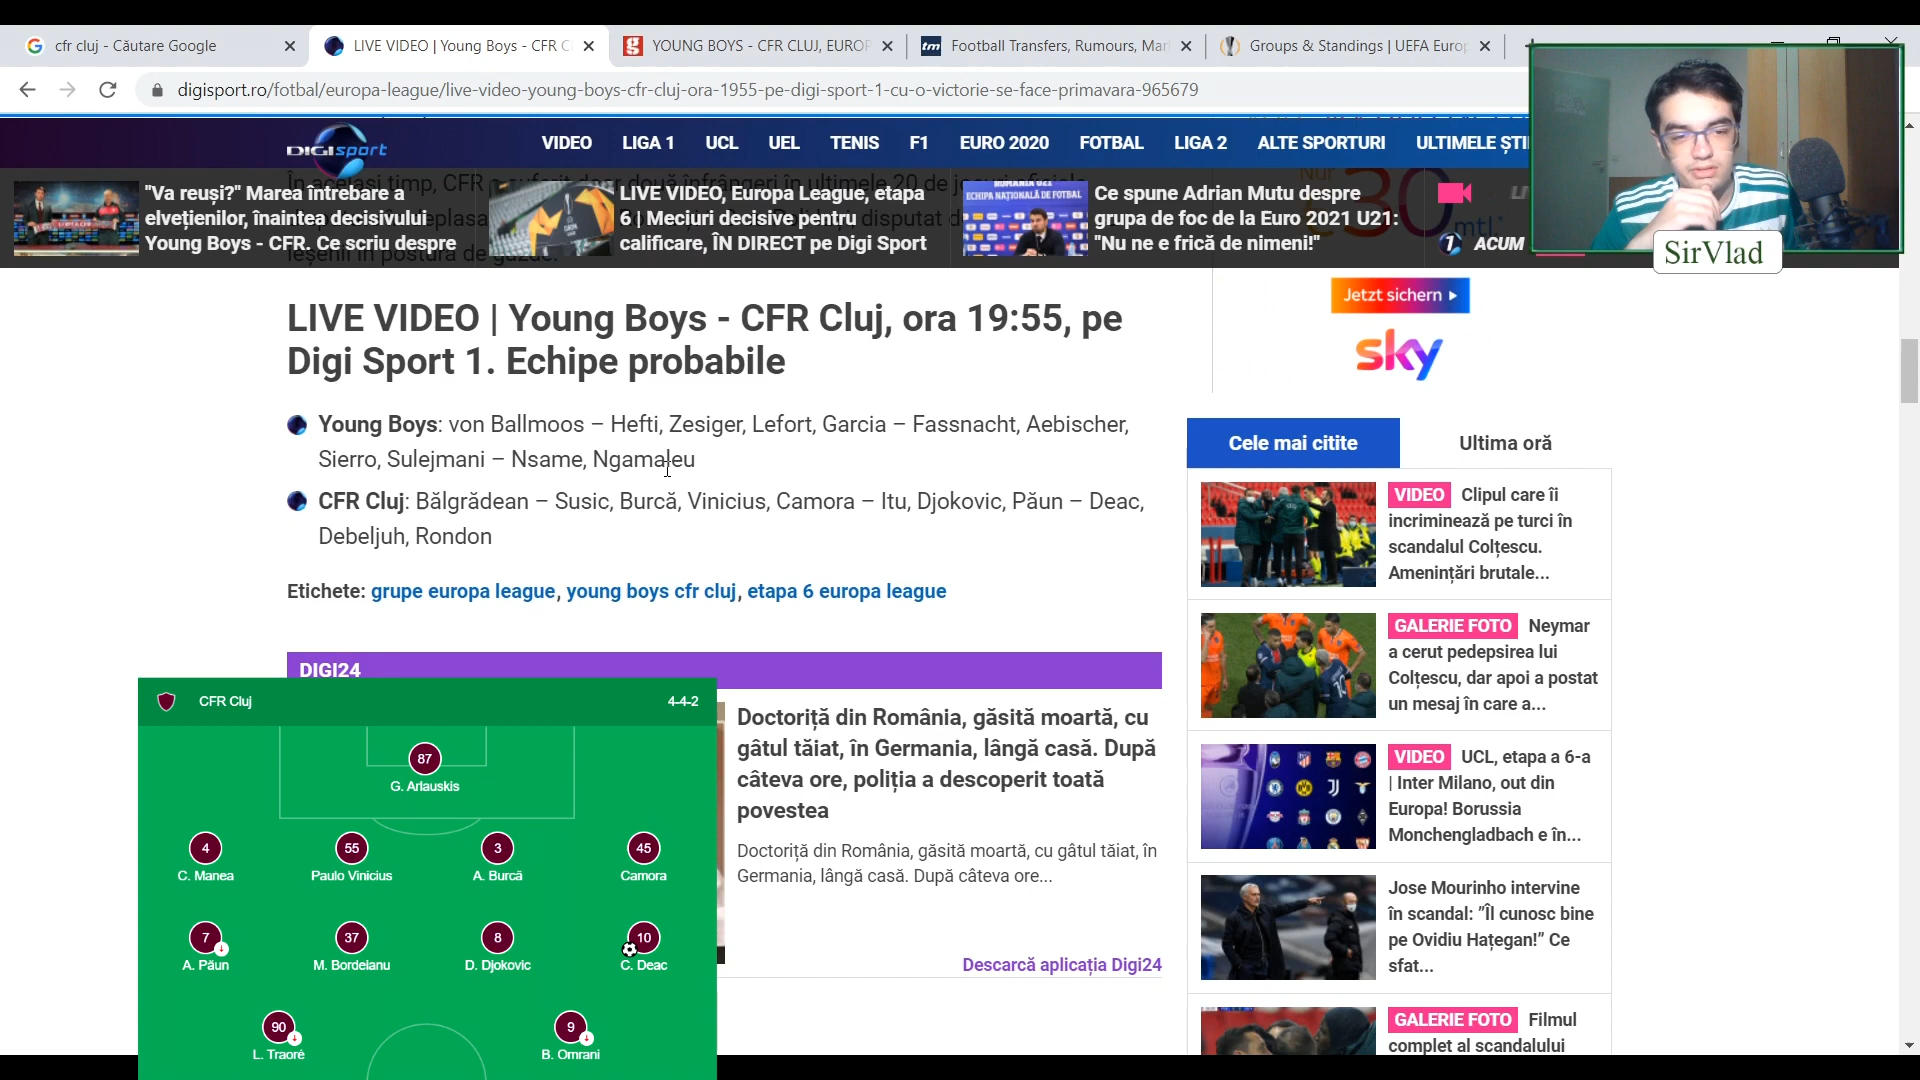 cfr cluj - Căutare Google
LIVE VIDEO | Young Boys - CFR C
YOUNG BOYS - CFR CLUJ, EUROP
tm Football Transfers, Rumours, Mar
Groups & Standings | UEFA Europ
digisport.ro/fotbal/europa-league/live-video-young-boys-cfr-cluj-ora-1955-pe-digi-sport-1-cu-o-victorie-se-face-primavara-965679
DIGIsport
VIDEO LIGA 1 UCL UEL TENIS F1 EURO 2020 FOTBAL LIGA 2 ALTE SPORTURI ULTIMELE ȘTI
"Va reuși?" Marea întrebare a
elvețienilor, înaintea decisivului
Young Boys - CFR. Ce scriu despre
LIVE VIDEO, Europa League, etapa
6 | Meciuri decisive pentru
calificare, ÎN DIRECT pe Digi Sport
Ce spune Adrian Mutu despre
grupa de foc de la Euro 2021 U21:
"Nu ne e frică de nimeni!"
ACUM
SirVlad
LIVE VIDEO | Young Boys - CFR Cluj, ora 19:55, pe
Digi Sport 1. Echipe probabile
Young Boys: von Ballmoos – Hefti, Zesiger, Lefort, Garcia – Fassnacht, Aebischer,
Sierro, Sulejmani – Nsame, Ngamaleu
CFR Cluj: Bălgrădean – Susic, Burcă, Vinicius, Camora – Itu, Djokovic, Păun – Deac,
Debeljuh, Rondon
Etichete: grupe europa league, young boys cfr cluj, etapa 6 europa league
DIGI24
Doctoriță din România, găsită moartă, cu
gâtul tăiat, în Germania, lângă casă. După
câteva ore, poliția a descoperit toată
povestea
Doctoriță din România, găsită moartă, cu gâtul tăiat, în
Germania, lângă casă. După câteva ore...
Descarcă aplicația Digi24
CFR Cluj 4-4-2
87
G. Arlauskis
4 55 3 45
C. Manea Paulo Vinicius A. Burcă Camora
7 37 8 10
A. Păun M. Bordeianu D. Djokovic C. Deac
90 9
L. Traoré B. Omrani
Jetzt sichern
sky
Cele mai citite Ultima oră
VIDEO Clipul care îi
incriminează pe turci în
scandalul Colțescu.
Amenințări brutale...
GALERIE FOTO Neymar
a cerut pedepsirea lui
Colțescu, dar apoi a postat
un mesaj în care a...
VIDEO UCL, etapa a 6-a
| Inter Milano, out din
Europa! Borussia
Monchengladbach e în...
Jose Mourinho intervine
în scandal: ”Îl cunosc bine
pe Ovidiu Hațegan!” Ce
sfat...
GALERIE FOTO Filmul
complet al scandalului